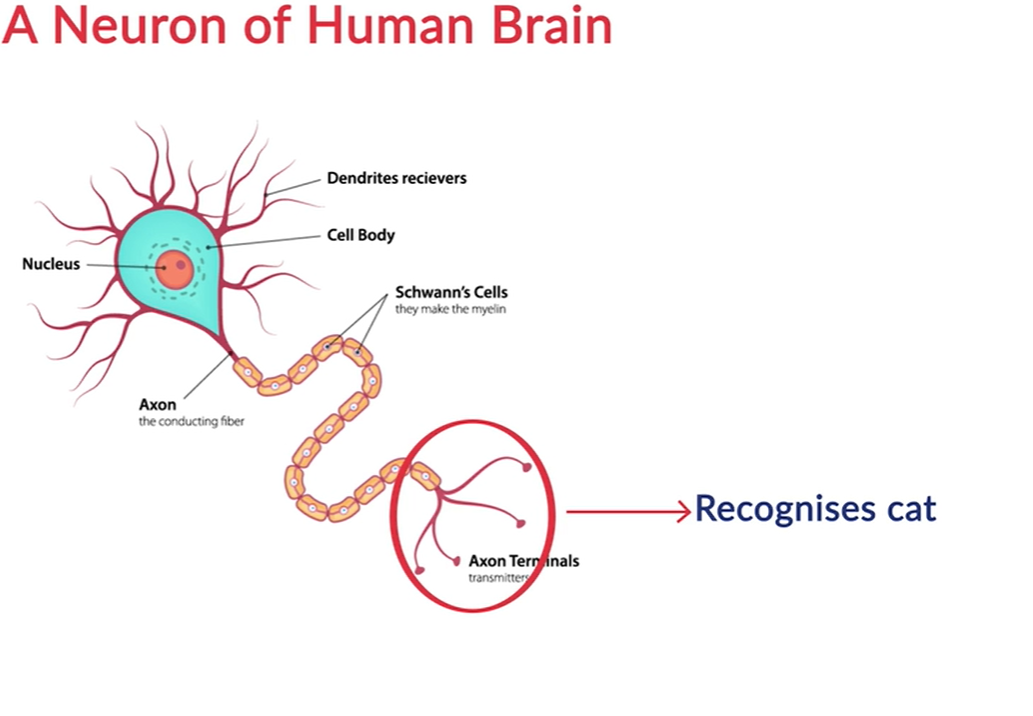 A Neuron of Human Brain
Dendrites recievers
Cell Body
Nucleus
Schwann's Cells
they make the myelin
Axon
the conducting fiber
Recognises cat
Axon Terminals
transmitters